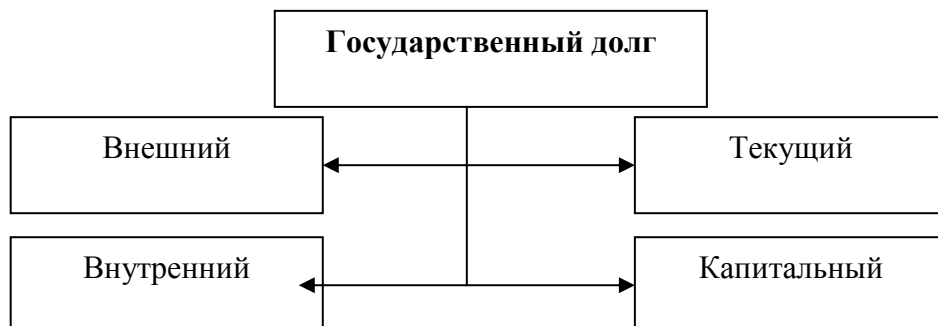 Государственный долг
Внешний
Текущий
Внутренний
Капитальный